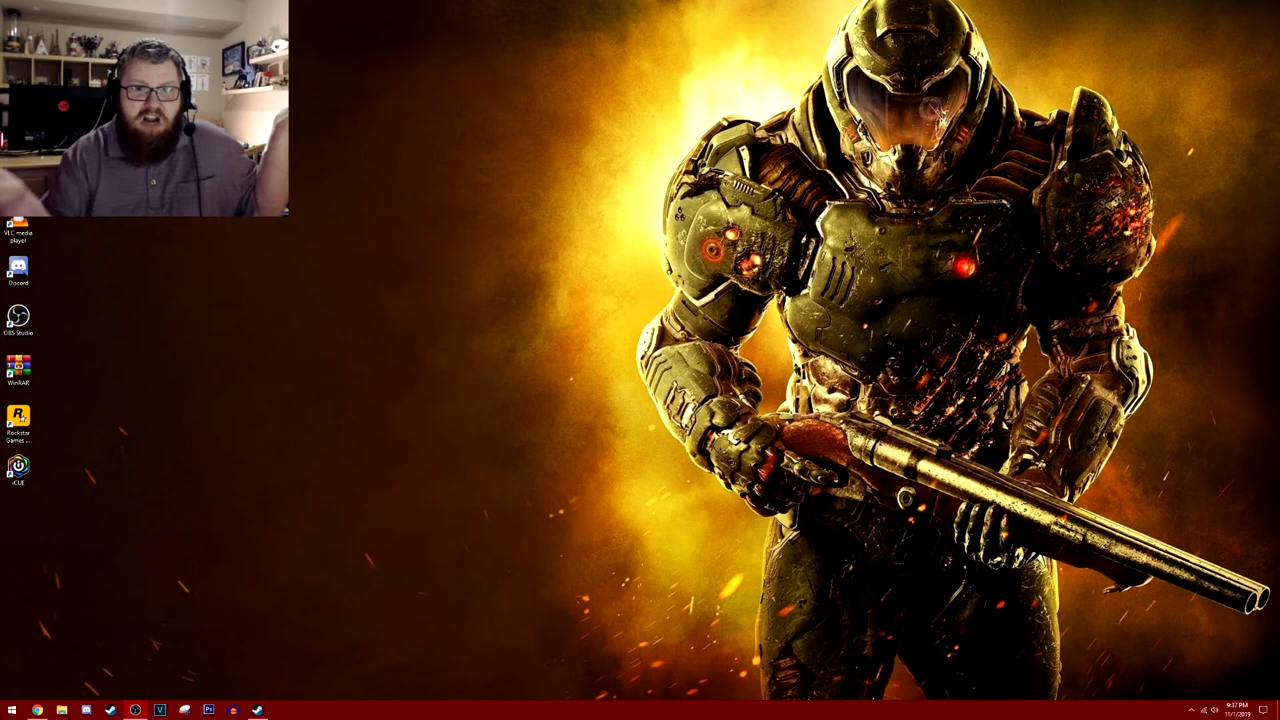 VLC media
player
Discord
OBS Studio
WinRAR
Rockstar
Games ...
iCUE
9:37 PM
11/1/2019